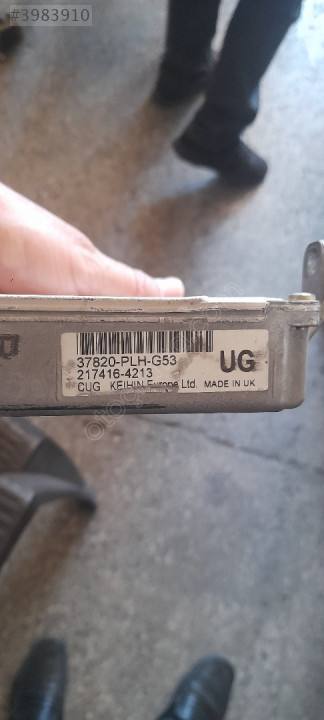 #3983910
37820-PLH-G53
217416-4213
UG
CUG KEIHIN Europe Ltd. MADE IN UK